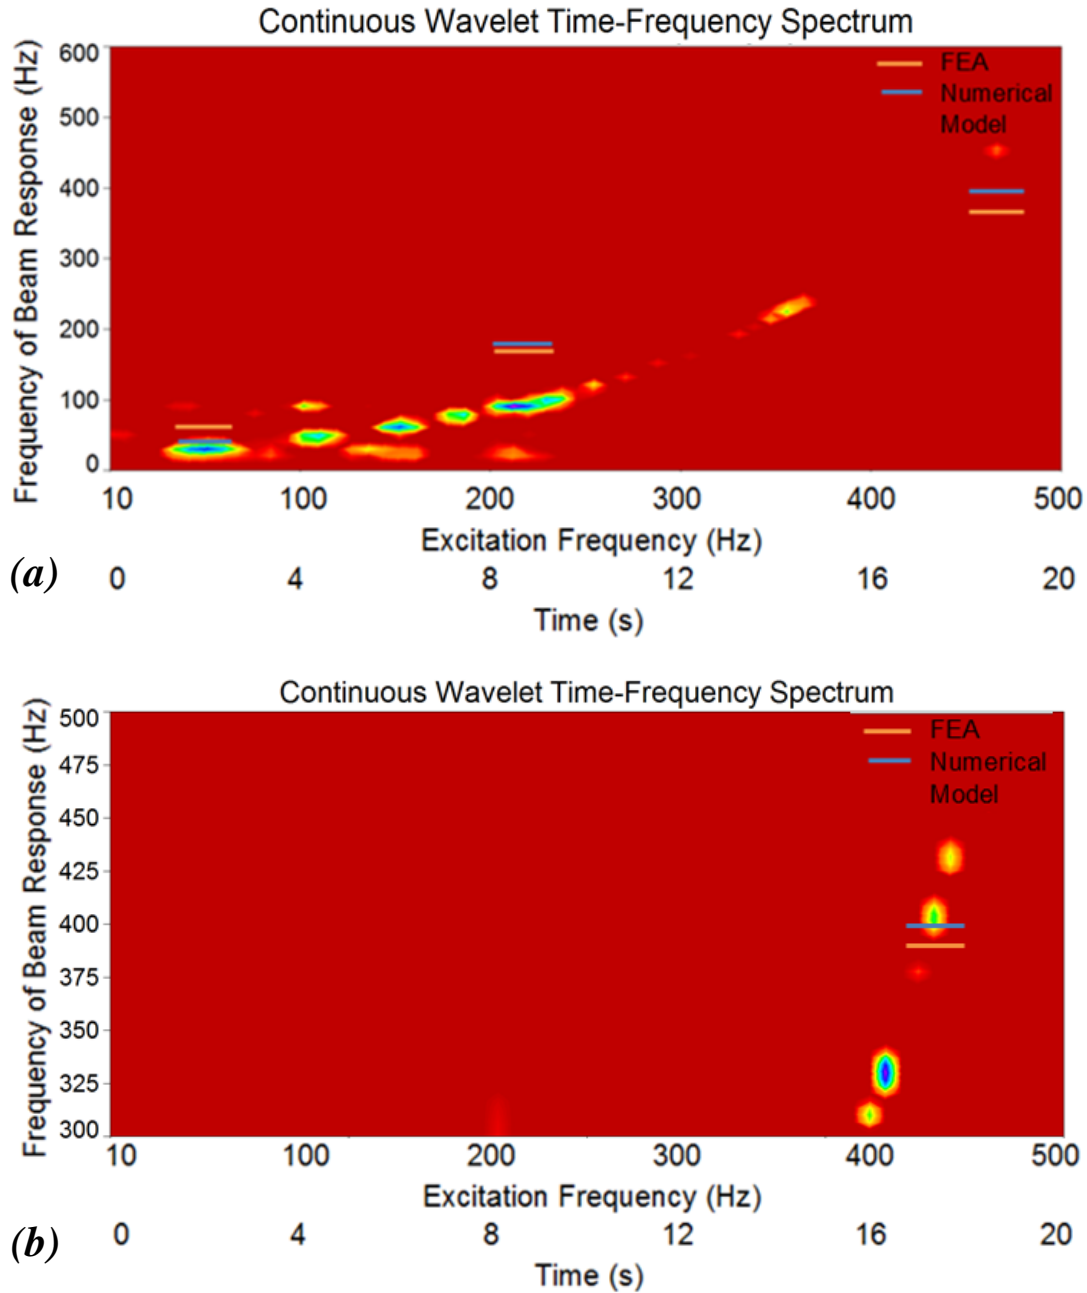 Continuous Wavelet Time-Frequency Spectrum
Frequency of Beam Response (Hz)
600
500
400
300
200
100
0
FEA
Numerical
Model
10 100 200 300 400 500
Excitation Frequency (Hz)
(a)
0 4 8 12 16 20
Time (s)
Continuous Wavelet Time-Frequency Spectrum
Frequency of Beam Response (Hz)
500
475
450
425
400
375
350
325
300
FEA
Numerical
Model
10 100 200 300 400 500
Excitation Frequency (Hz)
(b)
0 4 8 12 16 20
Time (s)